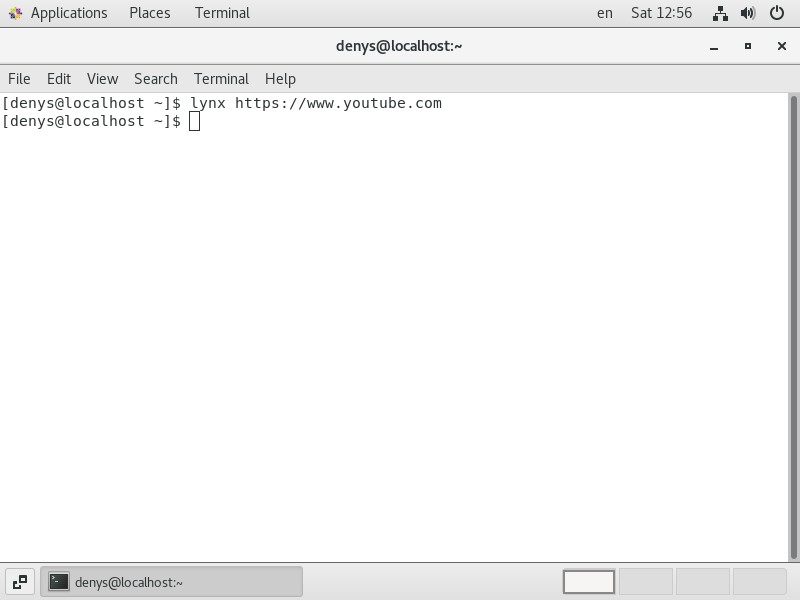 Applications Places Terminal en Sat 12:56
denys@localhost:~
File Edit View Search Terminal Help
[denys@localhost ~]$ lynx https://www.youtube.com
[denys@localhost ~]$
denys@localhost:~